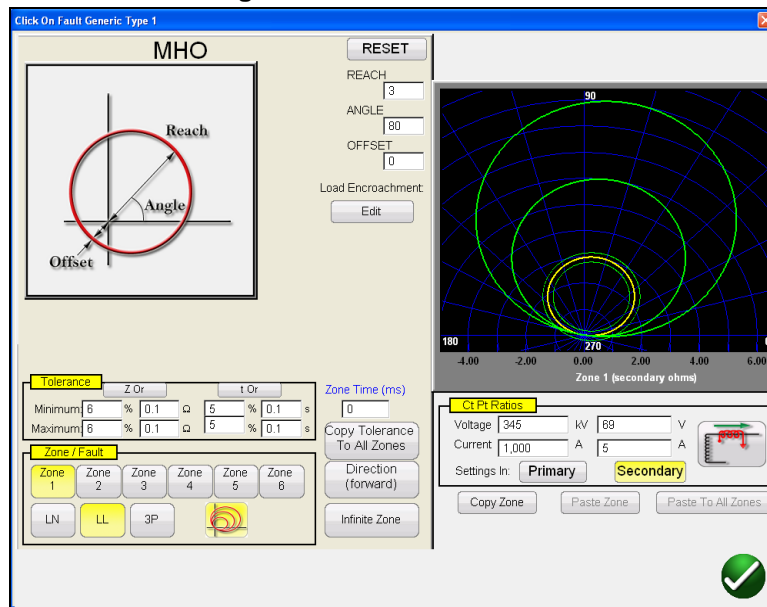 Click On Fault Generic Type 1
MHO
RESET
REACH
3
ANGLE
80
OFFSET
0
Load Encroachment:
Edit
Reach
Angle
Offset
90
180
270
0
-4.00 -2.00 0.00 2.00 4.00 6.00
Zone 1 (secondary ohms)
Tolerance
Z Or t Or
Minimum: 6 % 0.1 Ω 5 % 0.1 s
Maximum: 6 % 0.1 Ω 5 % 0.1 s
Zone Time (ms)
0
Copy Tolerance To All Zones
Direction (forward)
Infinite Zone
Zone / Fault
Zone 1 Zone 2 Zone 3 Zone 4 Zone 5 Zone 6
LN LL 3P
Ct Pt Ratios
Voltage 345 kV 69 V
Current 1,000 A 5 A
Settings In: Primary Secondary
Copy Zone Paste Zone Paste To All Zones